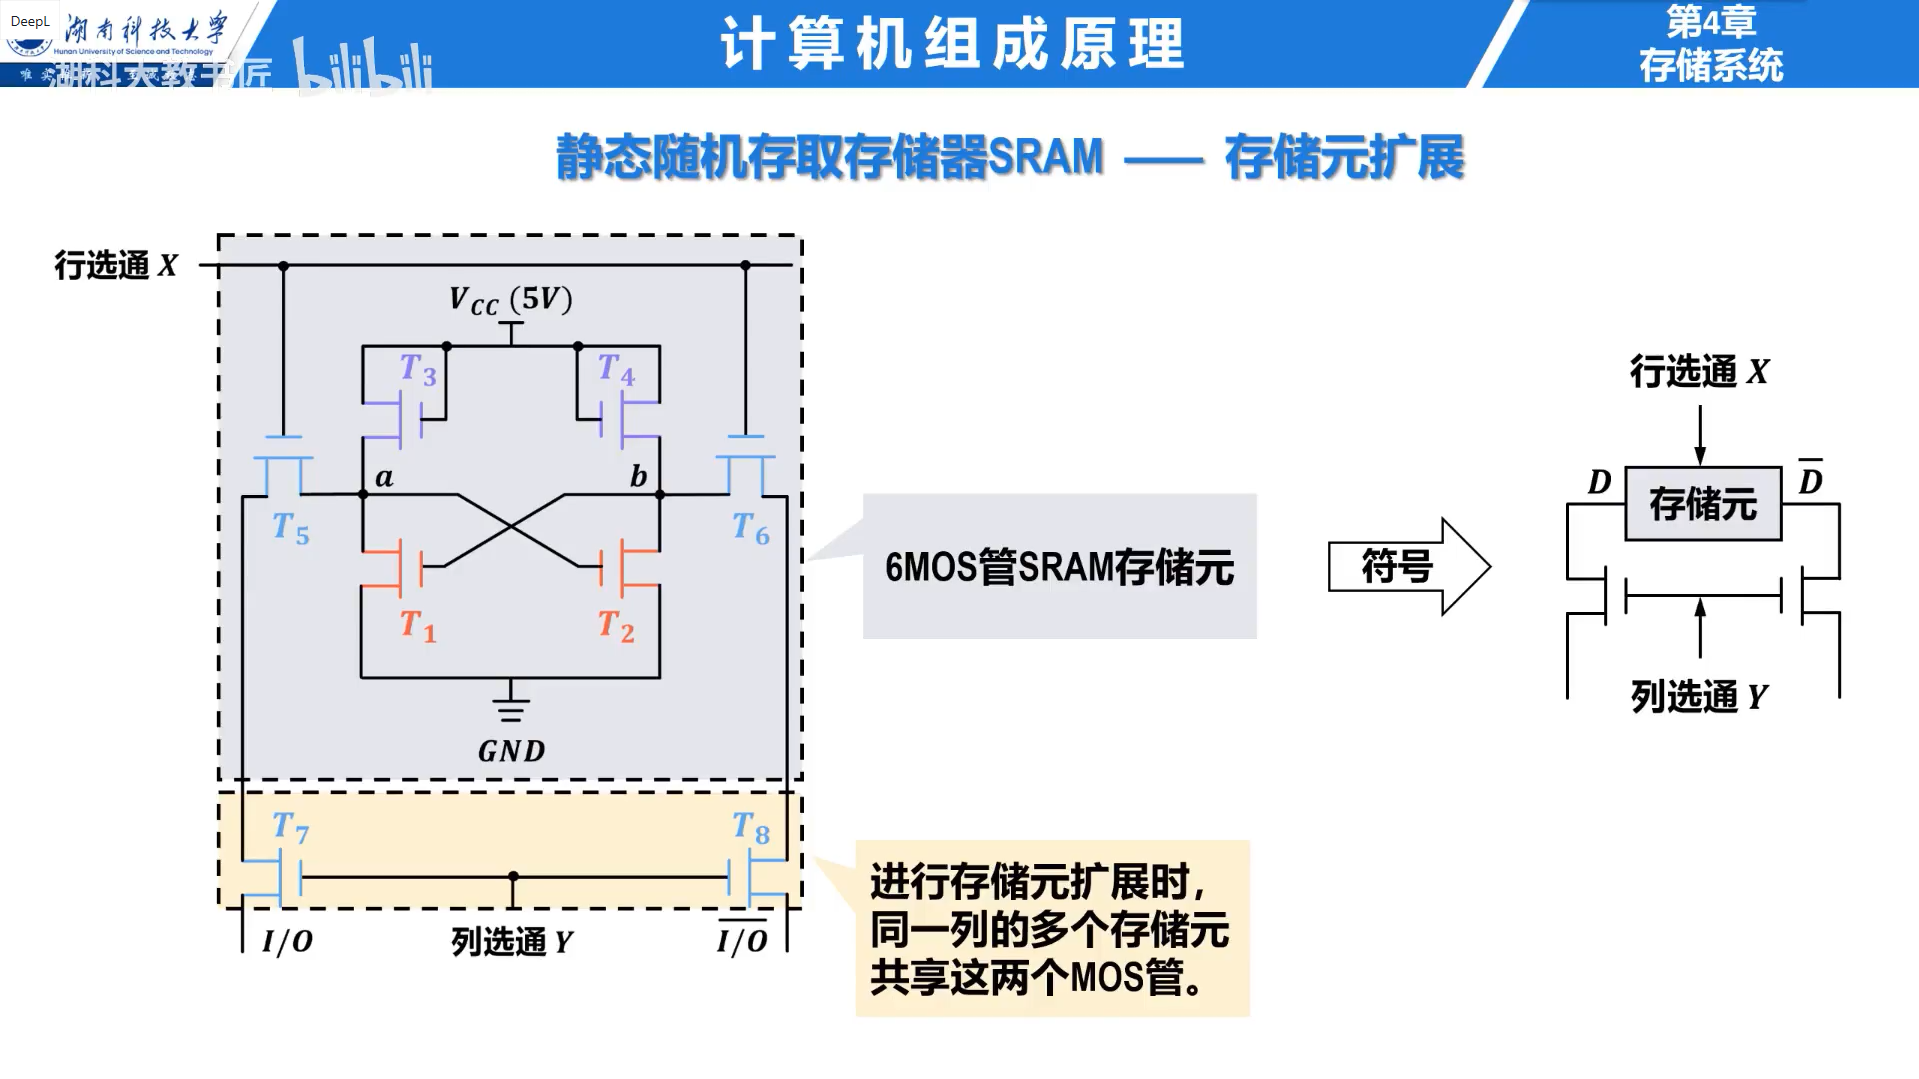 DeepL
湖南科技大学
Hunan University of Science and Technology
湖科大教书匠
bilibili
计算机组成原理
第4章
存储系统
静态随机存取存储器SRAM —— 存储元扩展
行选通 X
V_CC (5V)
T_3
T_4
a
b
T_5
T_6
T_1
T_2
GND
T_7
T_8
I/O
列选通 Y
I/O̅
6MOS管SRAM存储元
进行存储元扩展时,
同一列的多个存储元
共享这两个MOS管。
符号
行选通 X
D
存储元
D̅
列选通 Y